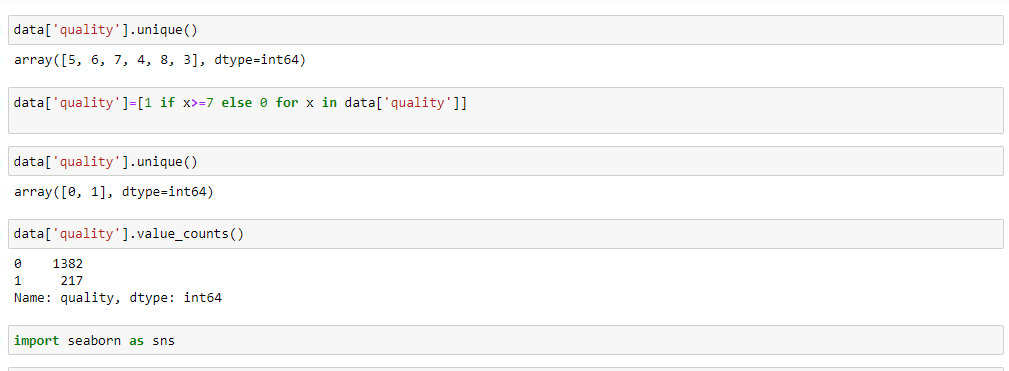 data['quality'].unique()
array([5, 6, 7, 4, 8, 3], dtype=int64)
data['quality']=[1 if x>=7 else 0 for x in data['quality']]
data['quality'].unique()
array([0, 1], dtype=int64)
data['quality'].value_counts()
0    1382
1     217
Name: quality, dtype: int64
import seaborn as sns